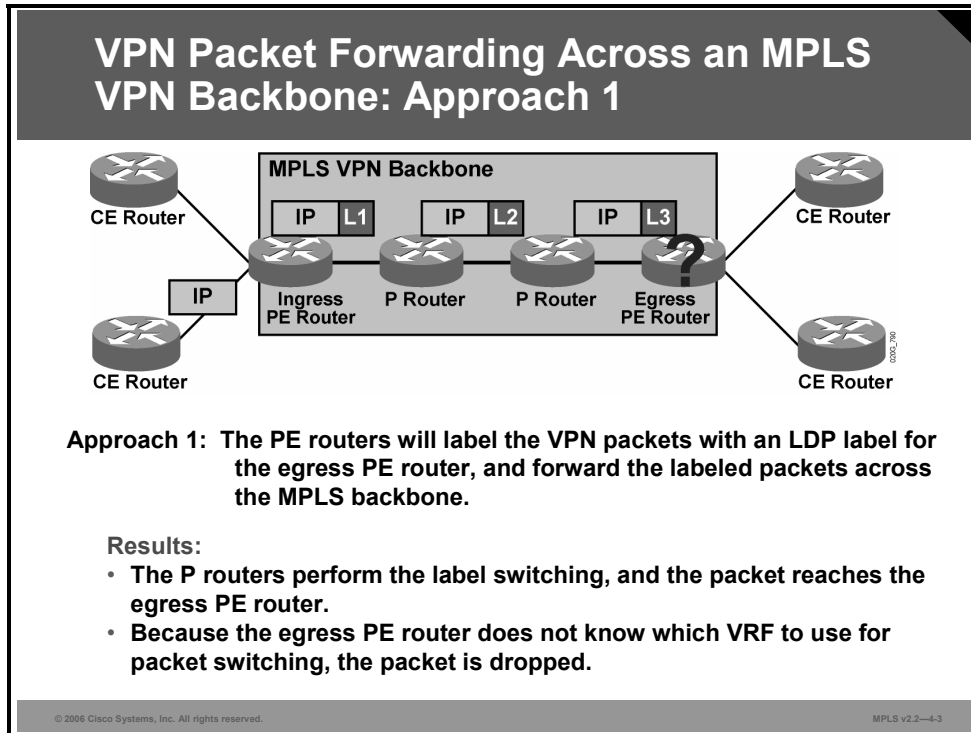 VPN Packet Forwarding Across an MPLS
VPN Backbone: Approach 1
MPLS VPN Backbone
CE Router
IP L1
IP L2
IP L3
CE Router
?
IP
Ingress
PE Router
P Router
P Router
Egress
PE Router
CE Router
CE Router
020G_790
Approach 1: The PE routers will label the VPN packets with an LDP label for
the egress PE router, and forward the labeled packets across
the MPLS backbone.
Results:
• The P routers perform the label switching, and the packet reaches the
egress PE router.
• Because the egress PE router does not know which VRF to use for
packet switching, the packet is dropped.
© 2006 Cisco Systems, Inc. All rights reserved.
MPLS v2.2—4-3